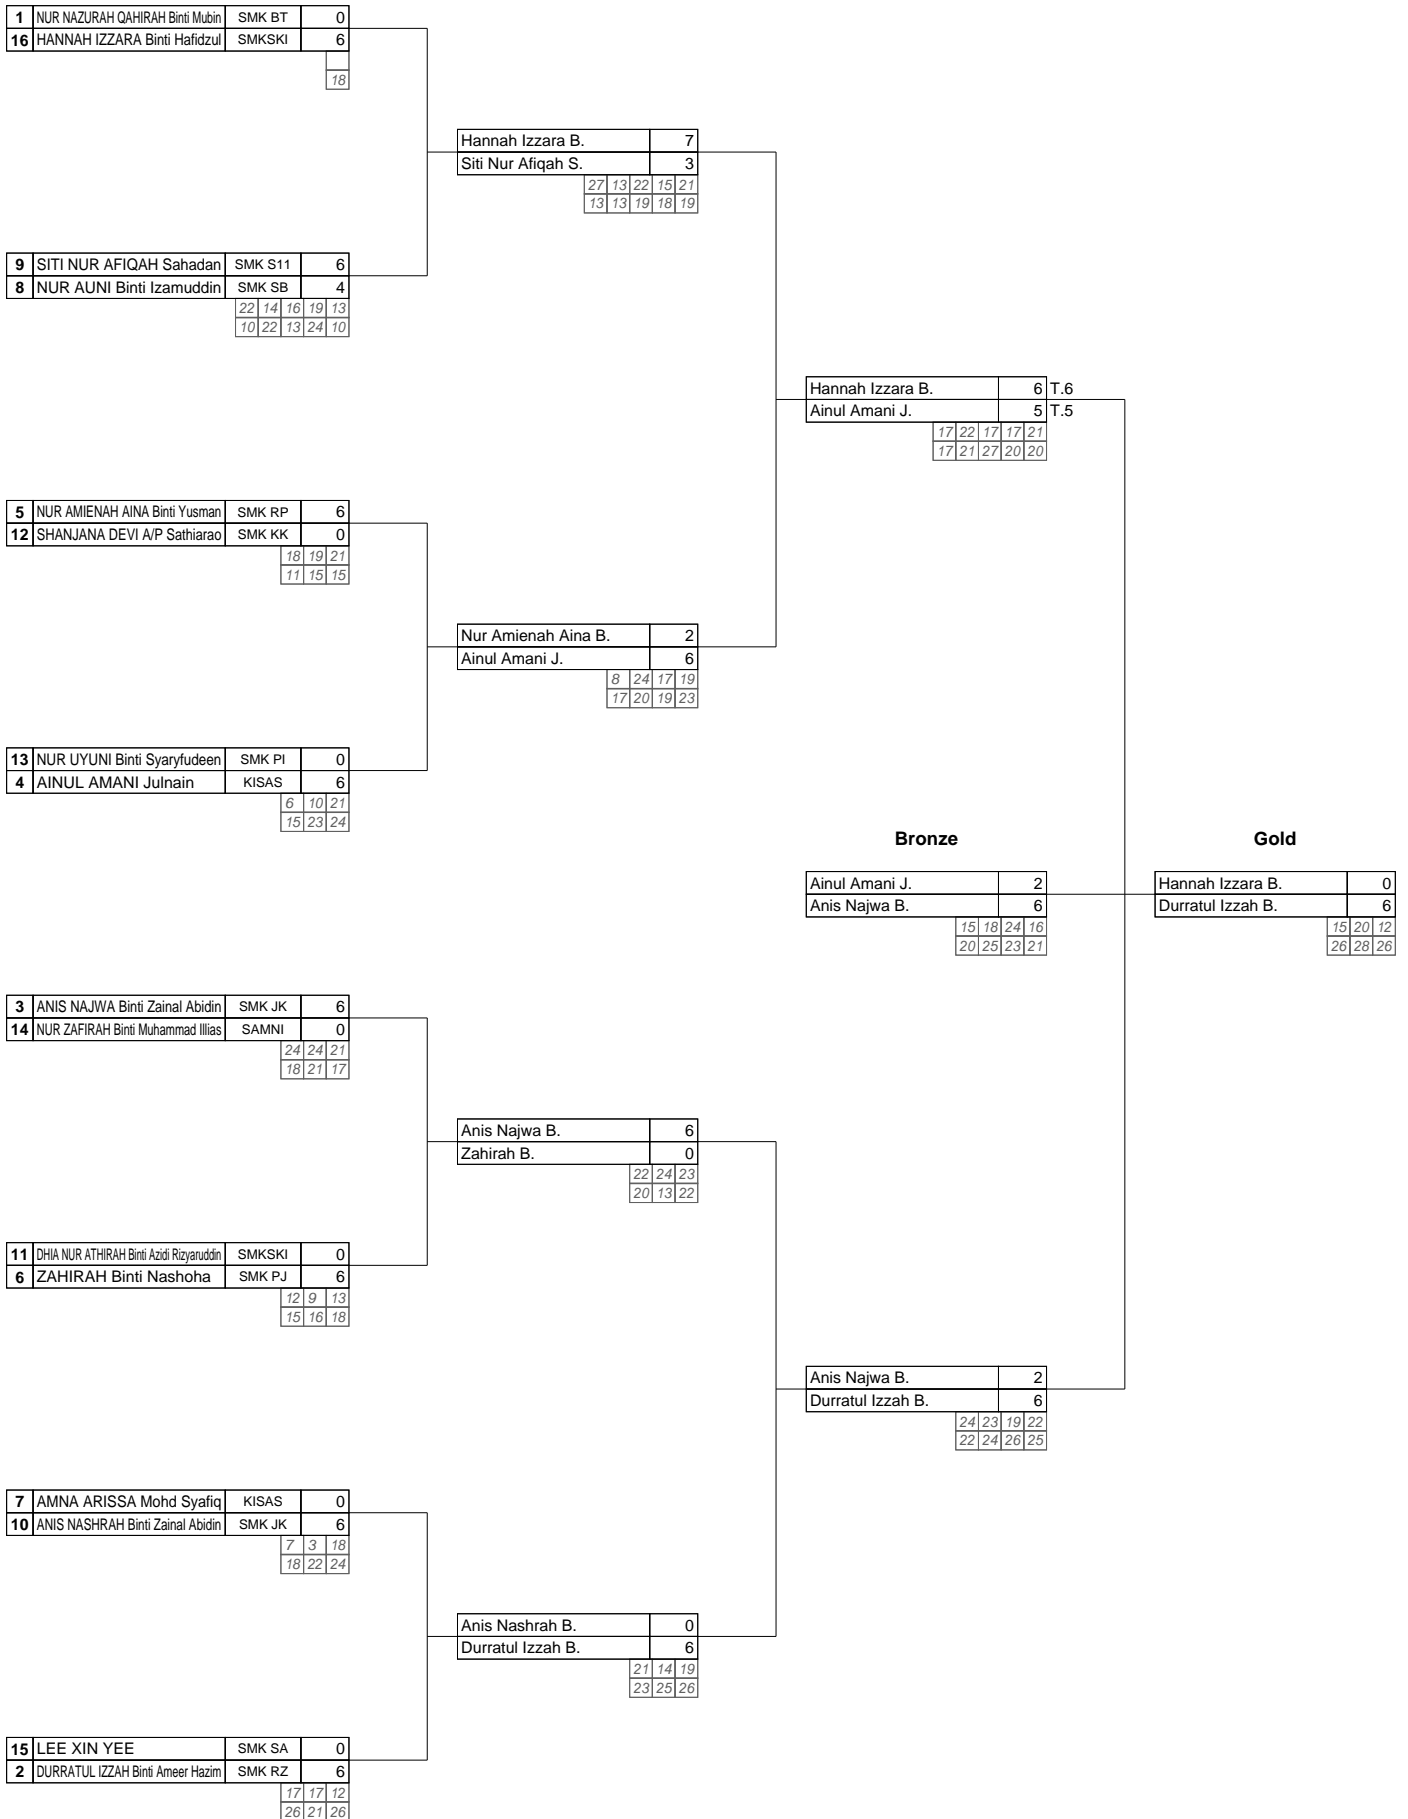 1 NUR NAZURAH QAHIRAH Binti Mubin SMK BT 0
16 HANNAH IZZARA Binti Hafidzul SMKSKI 6
18
Hannah Izzara B. 7
Siti Nur Afiqah S. 3
27 13 22 15 21
13 13 19 18 19
9 SITI NUR AFIQAH Sahadan SMK S11 6
8 NUR AUNI Binti Izamuddin SMK SB 4
22 14 16 19 13
10 22 13 24 10
Hannah Izzara B. 6 T.6
Ainul Amani J. 5 T.5
17 22 17 17 21
17 21 27 20 20
5 NUR AMIENAH AINA Binti Yusman SMK RP 6
12 SHANJANA DEVI A/P Sathiarao SMK KK 0
18 19 21
11 15 15
Nur Amienah Aina B. 2
Ainul Amani J. 6
8 24 17 19
17 20 19 23
13 NUR UYUNI Binti Syaryfudeen SMK PI 0
4 AINUL AMANI Julnain KISAS 6
6 10 21
15 23 24
Bronze Gold
Ainul Amani J. 2 Hannah Izzara B. 0
Anis Najwa B. 6 Durratul Izzah B. 6
15 18 24 16 15 20 12
20 25 23 21 26 28 26
3 ANIS NAJWA Binti Zainal Abidin SMK JK 6
14 NUR ZAFIRAH Binti Muhammad Illias SAMNI 0
24 24 21
18 21 17
Anis Najwa B. 6
Zahirah B. 0
22 24 23
20 13 22
11 DHIA NUR ATHIRAH Binti Azidi Rizyaruddin SMKSKI 0
6 ZAHIRAH Binti Nashoha SMK PJ 6
12 9 13
15 16 18
Anis Najwa B. 2
Durratul Izzah B. 6
24 23 19 22
22 24 26 25
7 AMNA ARISSA Mohd Syafiq KISAS 0
10 ANIS NASHRAH Binti Zainal Abidin SMK JK 6
7 3 18
18 22 24
Anis Nashrah B. 0
Durratul Izzah B. 6
21 14 19
23 25 26
15 LEE XIN YEE SMK SA 0
2 DURRATUL IZZAH Binti Ameer Hazim SMK RZ 6
17 17 12
26 21 26